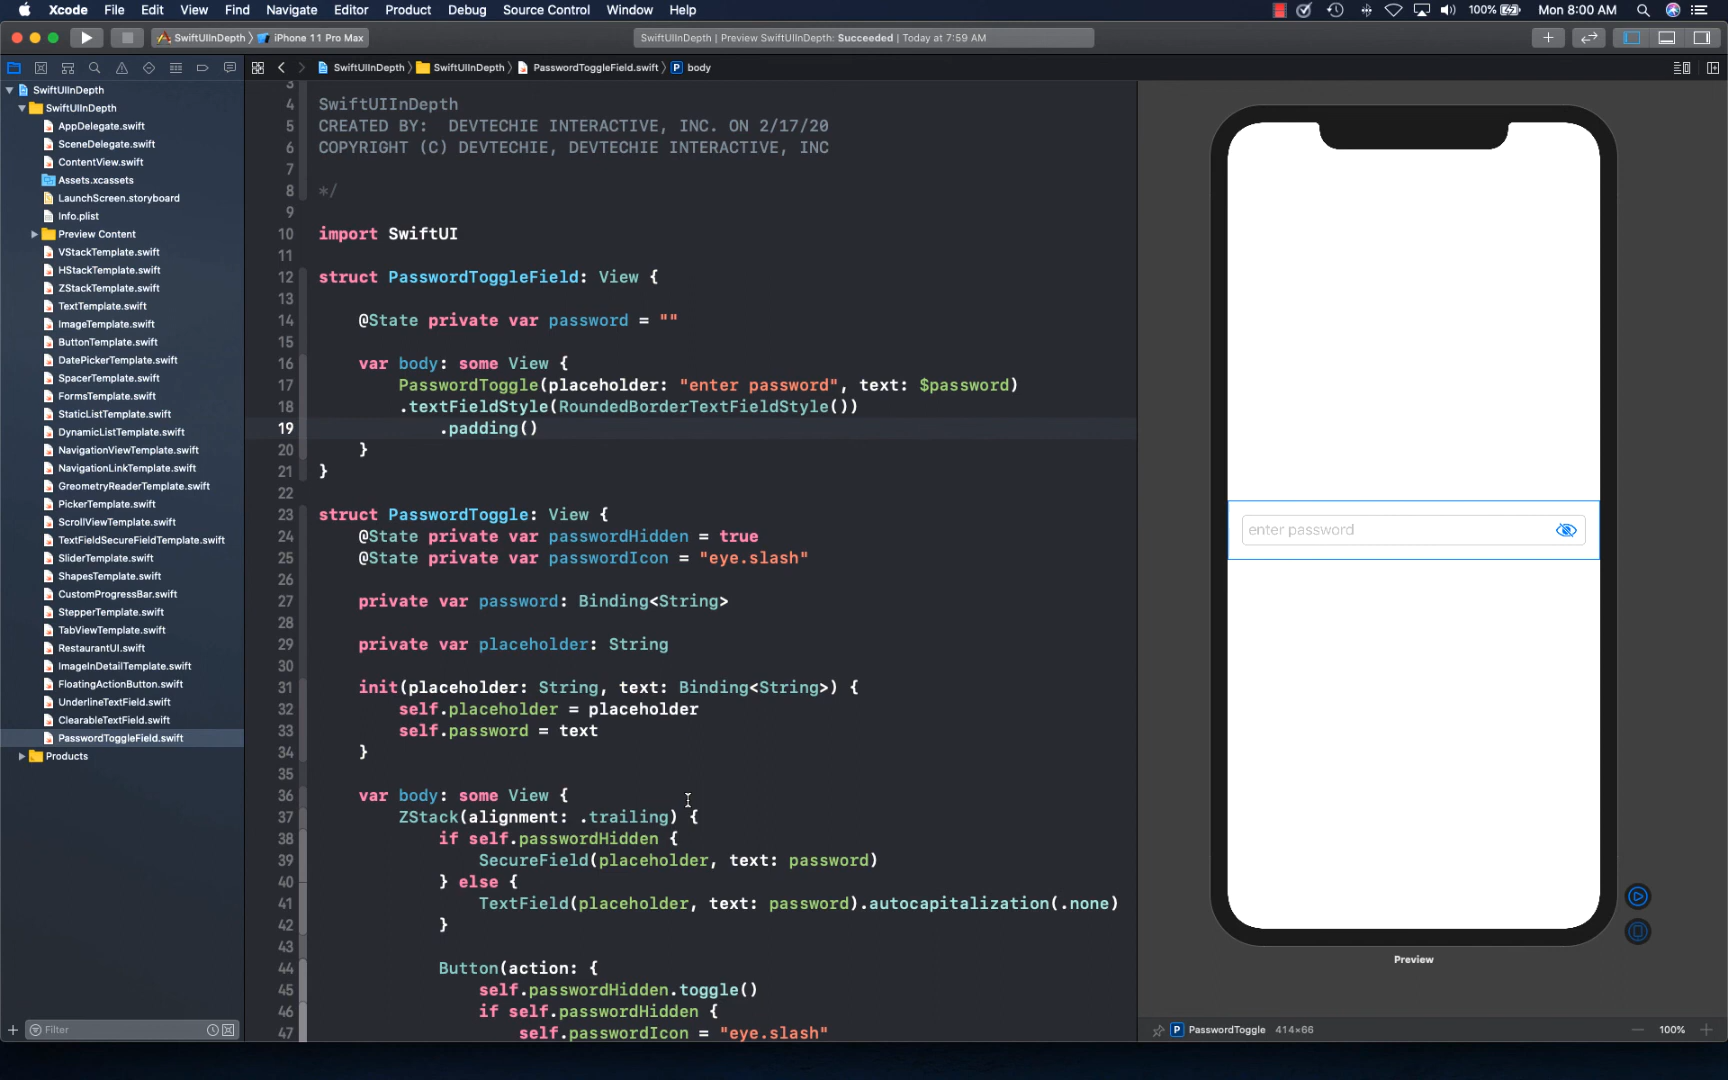 Xcode File Edit View Find Navigate Editor Product Debug Source Control Window Help 100% Mon 8:00 AM
SwiftUIInDepth iPhone 11 Pro Max SwiftUIInDepth | Preview SwiftUIInDepth: Succeeded | Today at 7:59 AM
SwiftUIInDepth SwiftUIInDepth PasswordToggleField.swift P body
SwiftUIInDepth
SwiftUIInDepth
AppDelegate.swift
SceneDelegate.swift
ContentView.swift
Assets.xcassets
LaunchScreen.storyboard
Info.plist
Preview Content
VStackTemplate.swift
HStackTemplate.swift
ZStackTemplate.swift
TextTemplate.swift
ImageTemplate.swift
ButtonTemplate.swift
DatePickerTemplate.swift
SpacerTemplate.swift
FormsTemplate.swift
StaticListTemplate.swift
DynamicListTemplate.swift
NavigationViewTemplate.swift
NavigationLinkTemplate.swift
GreometryReaderTemplate.swift
PickerTemplate.swift
ScrollViewTemplate.swift
TextFieldSecureFieldTemplate.swift
SliderTemplate.swift
ShapesTemplate.swift
CustomProgressBar.swift
StepperTemplate.swift
TabViewTemplate.swift
RestaurantUI.swift
ImageInDetailTemplate.swift
FloatingActionButton.swift
UnderlineTextField.swift
ClearableTextField.swift
PasswordToggleField.swift
Products
Filter
3
4 SwiftUIInDepth
5 CREATED BY: DEVTECHIE INTERACTIVE, INC. ON 2/17/20
6 COPYRIGHT (C) DEVTECHIE, DEVTECHIE INTERACTIVE, INC
7
8 */
9
10 import SwiftUI
11
12 struct PasswordToggleField: View {
13
14 @State private var password = ""
15
16 var body: some View {
17 PasswordToggle(placeholder: "enter password", text: $password)
18 .textFieldStyle(RoundedBorderTextFieldStyle())
19 .padding()
20 }
21 }
22
23 struct PasswordToggle: View {
24 @State private var passwordHidden = true
25 @State private var passwordIcon = "eye.slash"
26
27 private var password: Binding<String>
28
29 private var placeholder: String
30
31 init(placeholder: String, text: Binding<String>) {
32 self.placeholder = placeholder
33 self.password = text
34 }
35
36 var body: some View {
37 ZStack(alignment: .trailing) {
38 if self.passwordHidden {
39 SecureField(placeholder, text: password)
40 } else {
41 TextField(placeholder, text: password).autocapitalization(.none)
42 }
43
44 Button(action: {
45 self.passwordHidden.toggle()
46 if self.passwordHidden {
47 self.passwordIcon = "eye.slash"
enter password
Preview
P PasswordToggle 414×66 100%